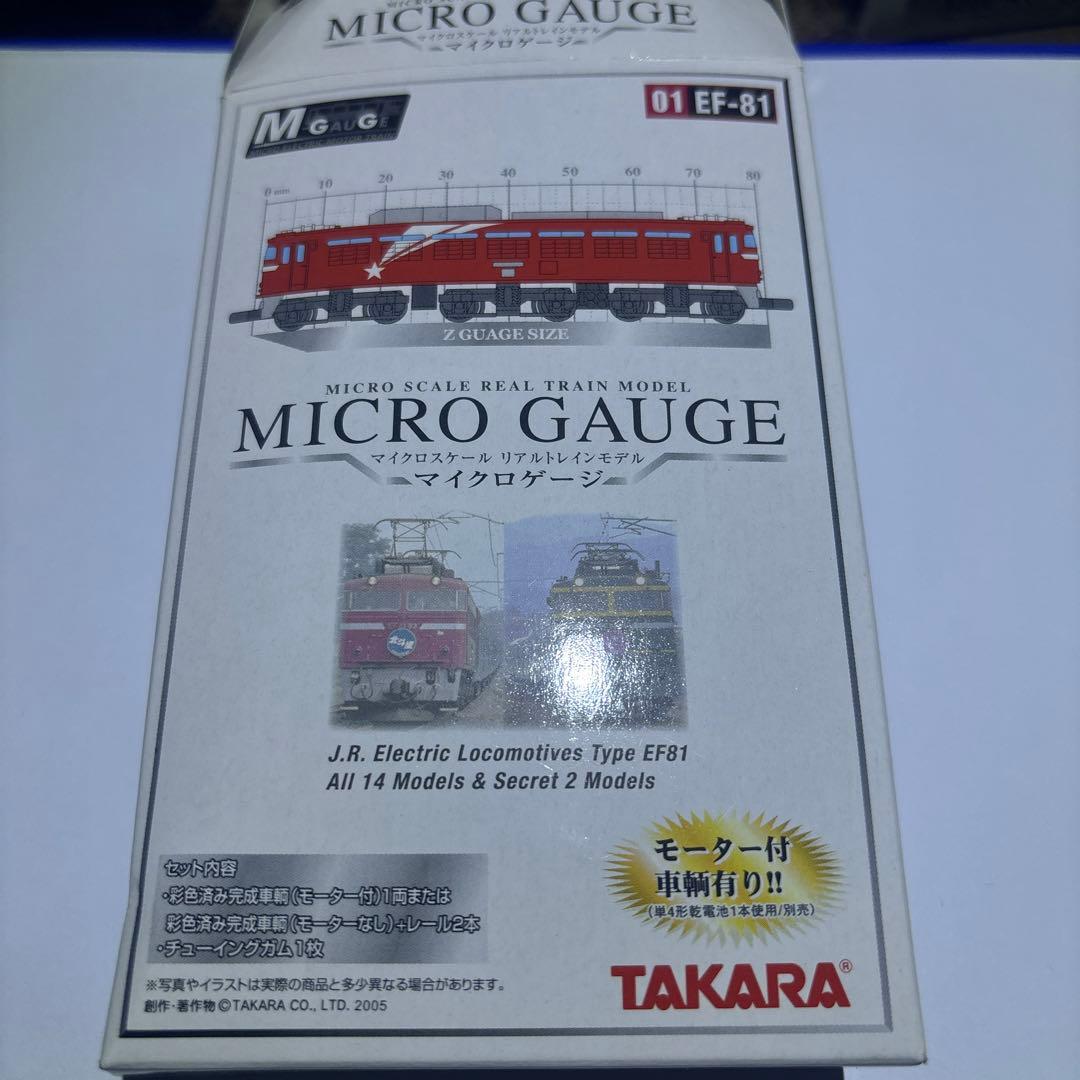 MICRO GAUGE
マイクロスケール リアルトレインモデル
マイクロゲージ
M-GAUGE
MICRO ELECTRIC MOTOR TRAIN
01 EF-81
0 mm 10 20 30 40 50 60 70 80
Z GUAGE SIZE
MICRO SCALE REAL TRAIN MODEL
MICRO GAUGE
マイクロスケール リアルトレインモデル
マイクロゲージ
北斗星
J.R. Electric Locomotives Type EF81
All 14 Models & Secret 2 Models
モーター付
車輌有り!!
(単4形乾電池1本使用/別売)
セット内容
・彩色済み完成車輌(モーター付)1両または
彩色済み完成車輌(モーターなし)+レール2本
・チューイングガム1枚
※写真やイラストは実際の商品と多少異なる場合があります。
創作・著作物 ©TAKARA CO., LTD. 2005
TAKARA®